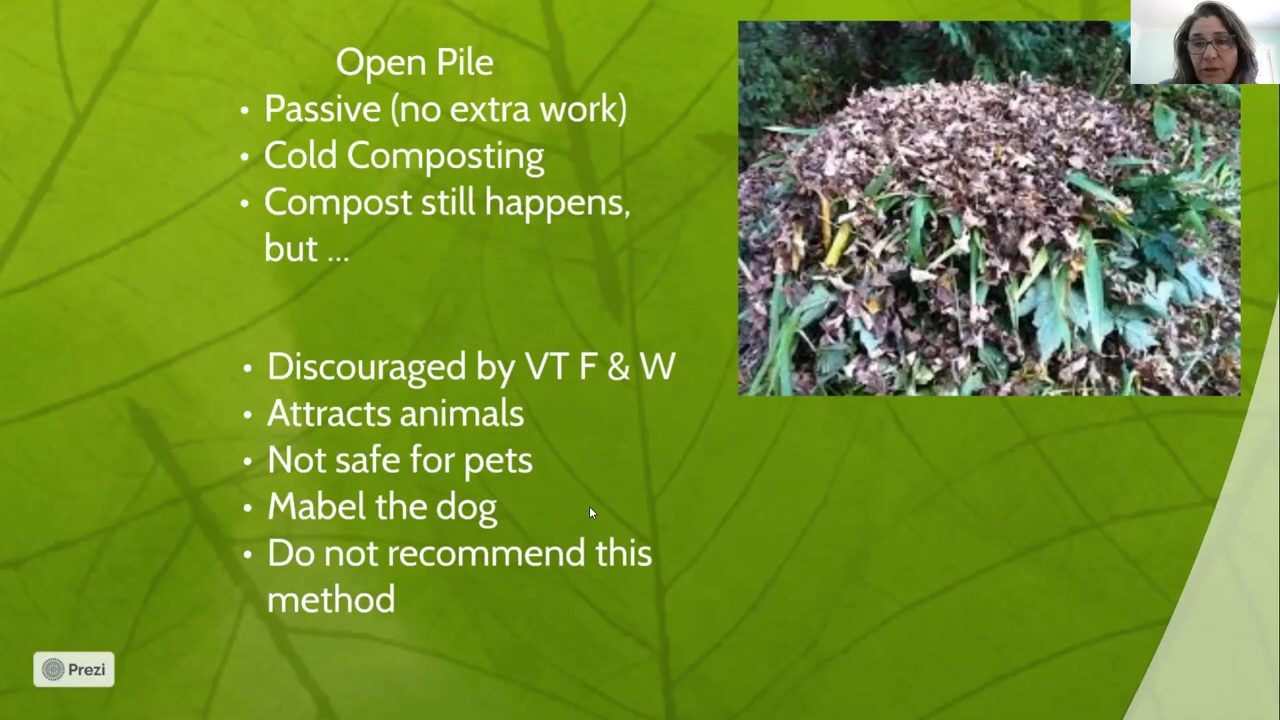 Open Pile
• Passive (no extra work)
• Cold Composting
• Compost still happens,
but ...
• Discouraged by VT F & W
• Attracts animals
• Not safe for pets
• Mabel the dog
• Do not recommend this
method
Prezi